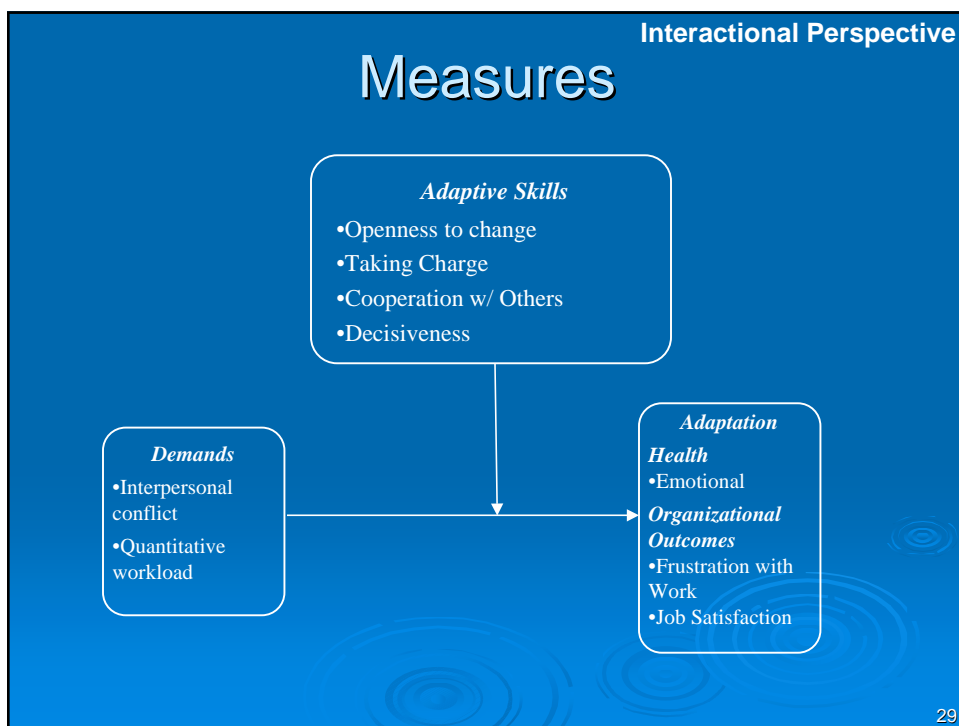 Interactional Perspective
Measures
Adaptive Skills
•Openness to change
•Taking Charge
•Cooperation w/ Others
•Decisiveness
Demands
•Interpersonal
conflict
•Quantitative
workload
Adaptation
Health
•Emotional
Organizational
Outcomes
•Frustration with
Work
•Job Satisfaction
29